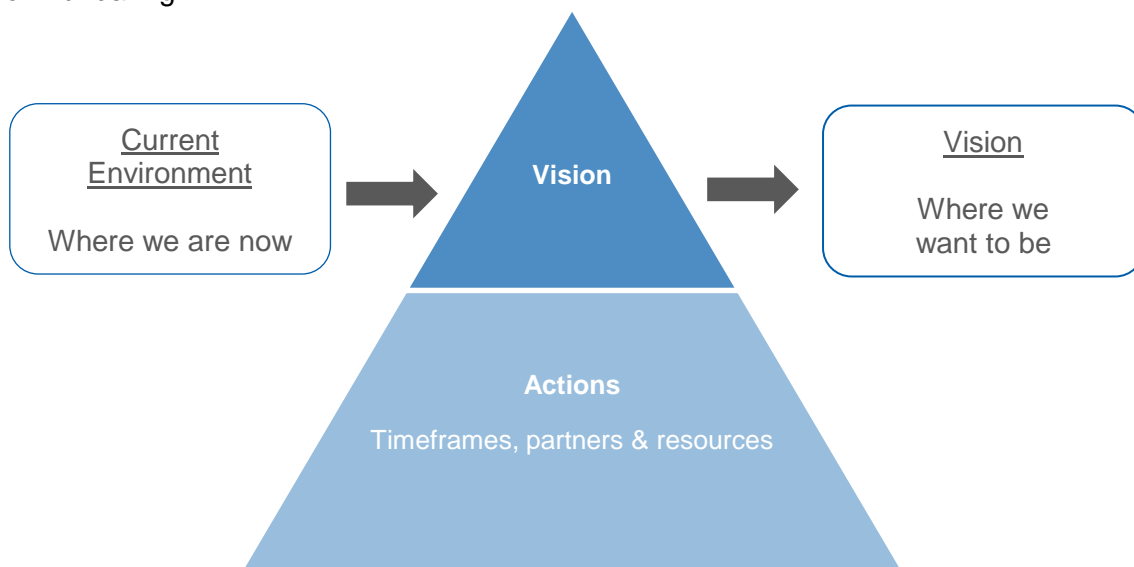 Current
Environment
Where we are now
Vision
Vision
Where we
want to be
Actions
Timeframes, partners & resources